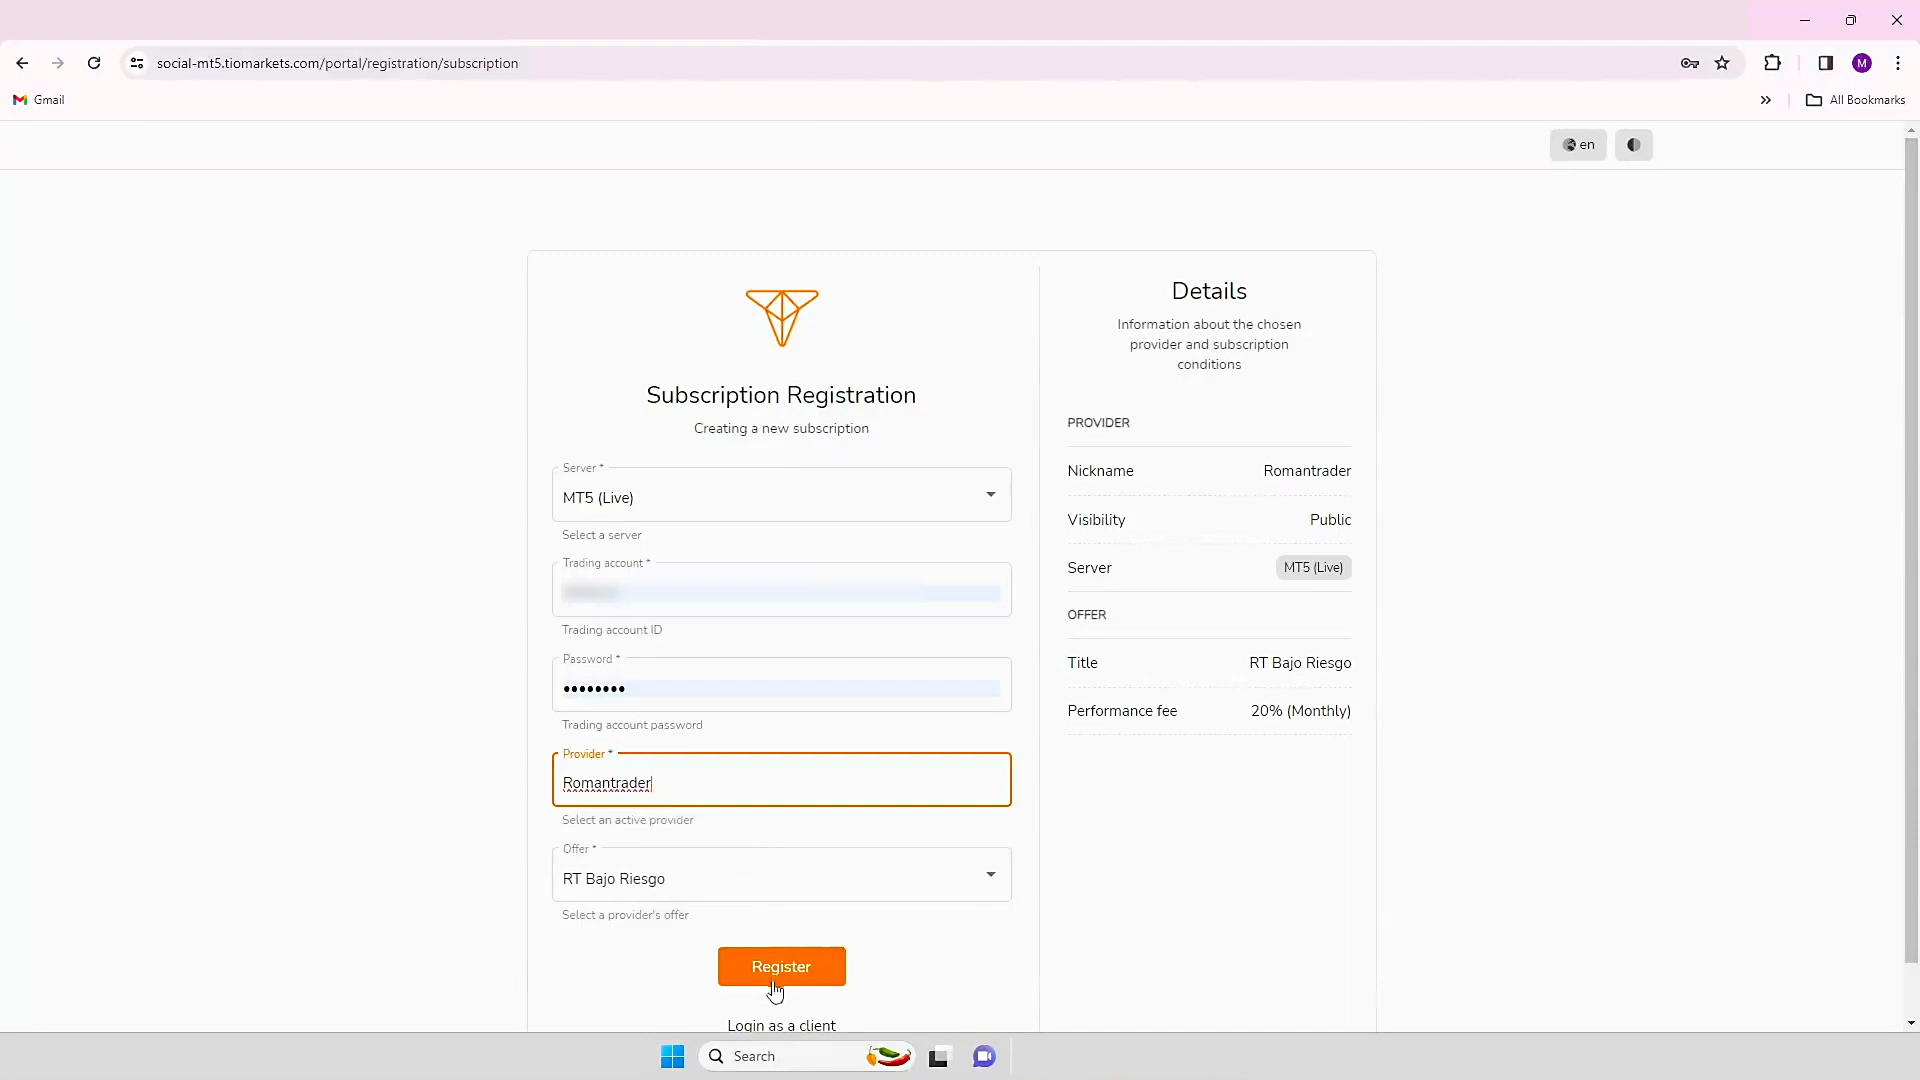 social-mt5.tiomarkets.com/portal/registration/subscription
M
Gmail
All Bookmarks
en
Subscription Registration
Creating a new subscription
Server *
MT5 (Live)
Select a server
Trading account *
Trading account ID
Password *
••••••••
Trading account password
Provider *
Romantrader
Select an active provider
Offer *
RT Bajo Riesgo
Select a provider's offer
Register
Login as a client
Details
Information about the chosen
provider and subscription
conditions
PROVIDER
Nickname Romantrader
Visibility Public
Server MT5 (Live)
OFFER
Title RT Bajo Riesgo
Performance fee 20% (Monthly)
Search